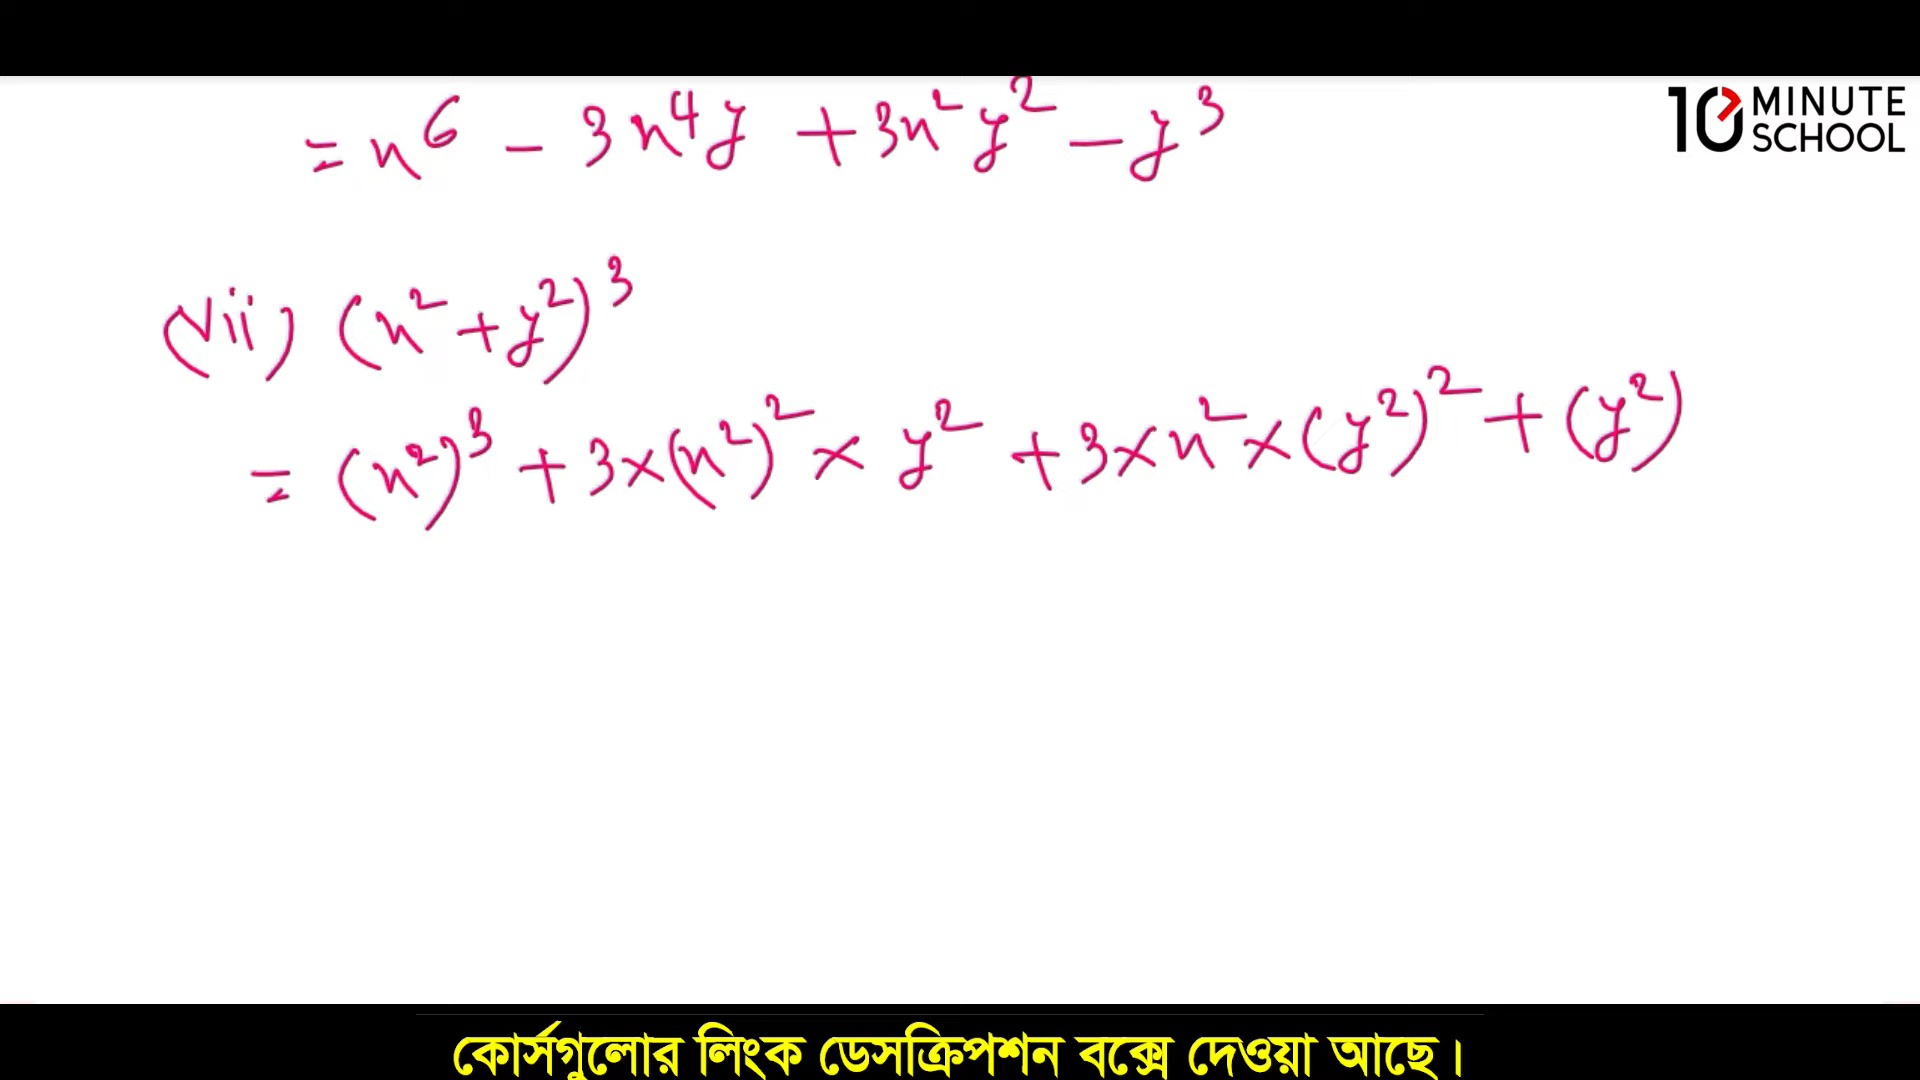 10 MINUTE
SCHOOL
= x⁶ - 3x⁴y + 3x²y² - y³
(vii) (x² + y²)³
= (x²)³ + 3×(x²)² × y² + 3×x²×(y²)² + (y²)
কোর্সগুলোর লিংক ডেসক্রিপশন বক্সে দেওয়া আছে।